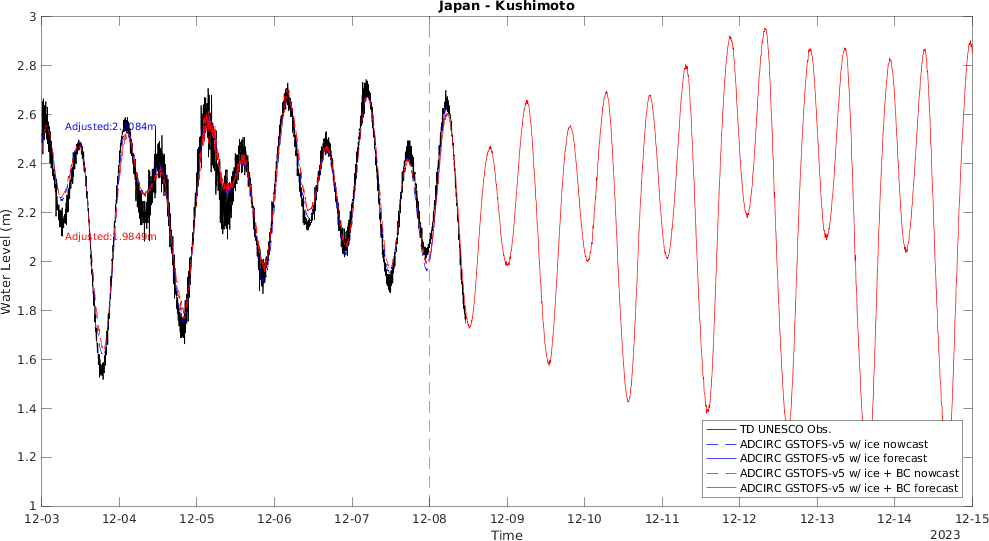 Japan - Kushimoto
3
2.8
2.6
2.4
2.2
2
1.8
1.6
1.4
1.2
1
Water Level (m)
Adjusted:1.9849m
TD UNESCO Obs.
ADCIRC GSTOFS-v5 w/ ice nowcast
ADCIRC GSTOFS-v5 w/ ice forecast
ADCIRC GSTOFS-v5 w/ ice + BC nowcast
ADCIRC GSTOFS-v5 w/ ice + BC forecast
12-03 12-04 12-05 12-06 12-07 12-08 12-09 12-10 12-11 12-12 12-13 12-14 12-15
Time
2023